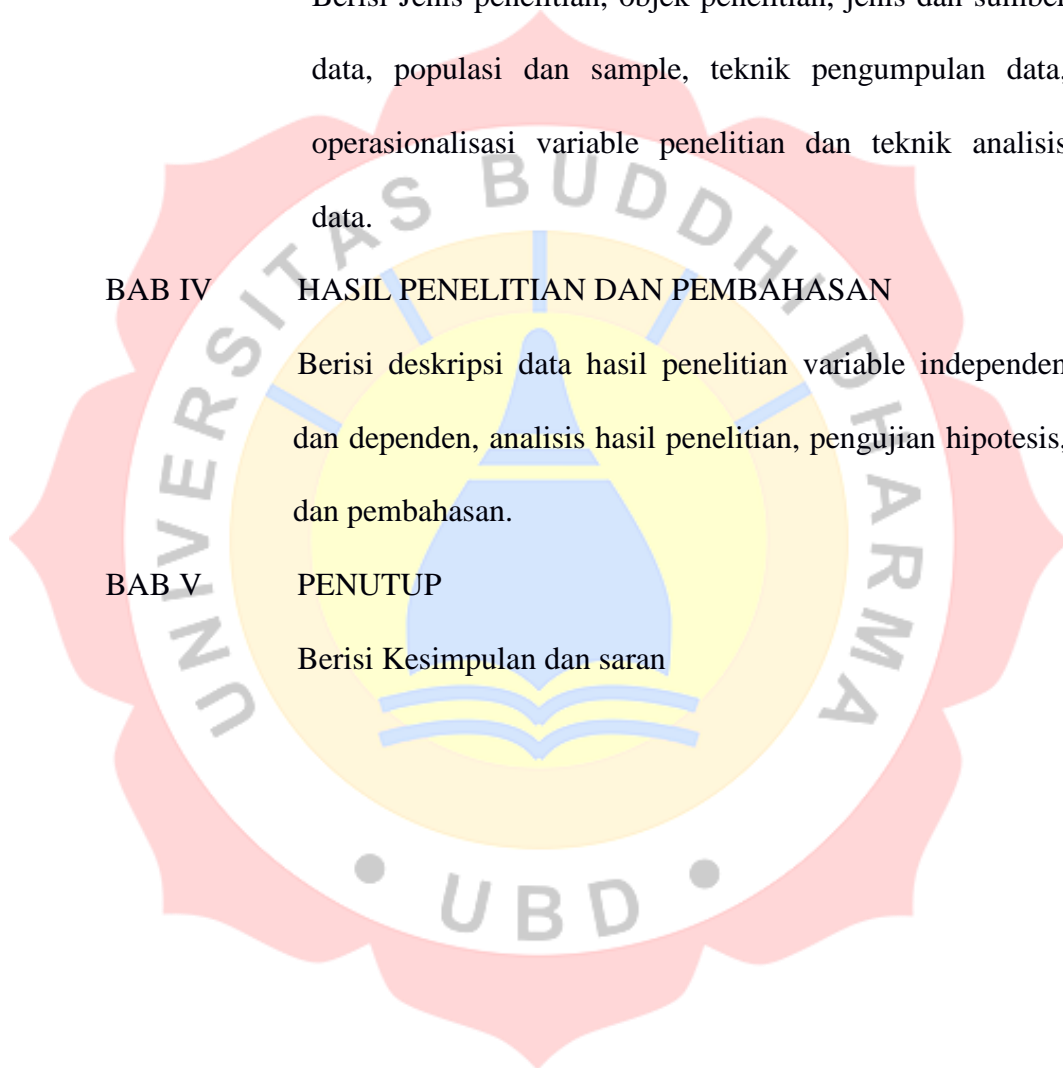 Berisi Jenis penelitian, objek penelitian, jenis dan sumber
data, populasi dan sample, teknik pengumpulan data,
operasionalisasi variable penelitian dan teknik analisis
data.
BAB IV HASIL PENELITIAN DAN PEMBAHASAN
Berisi deskripsi data hasil penelitian variable independen
dan dependen, analisis hasil penelitian, pengujian hipotesis,
dan pembahasan.
BAB V PENUTUP
Berisi Kesimpulan dan saran
UNIVERSITAS BUDDHI DHARMA
• UBD •